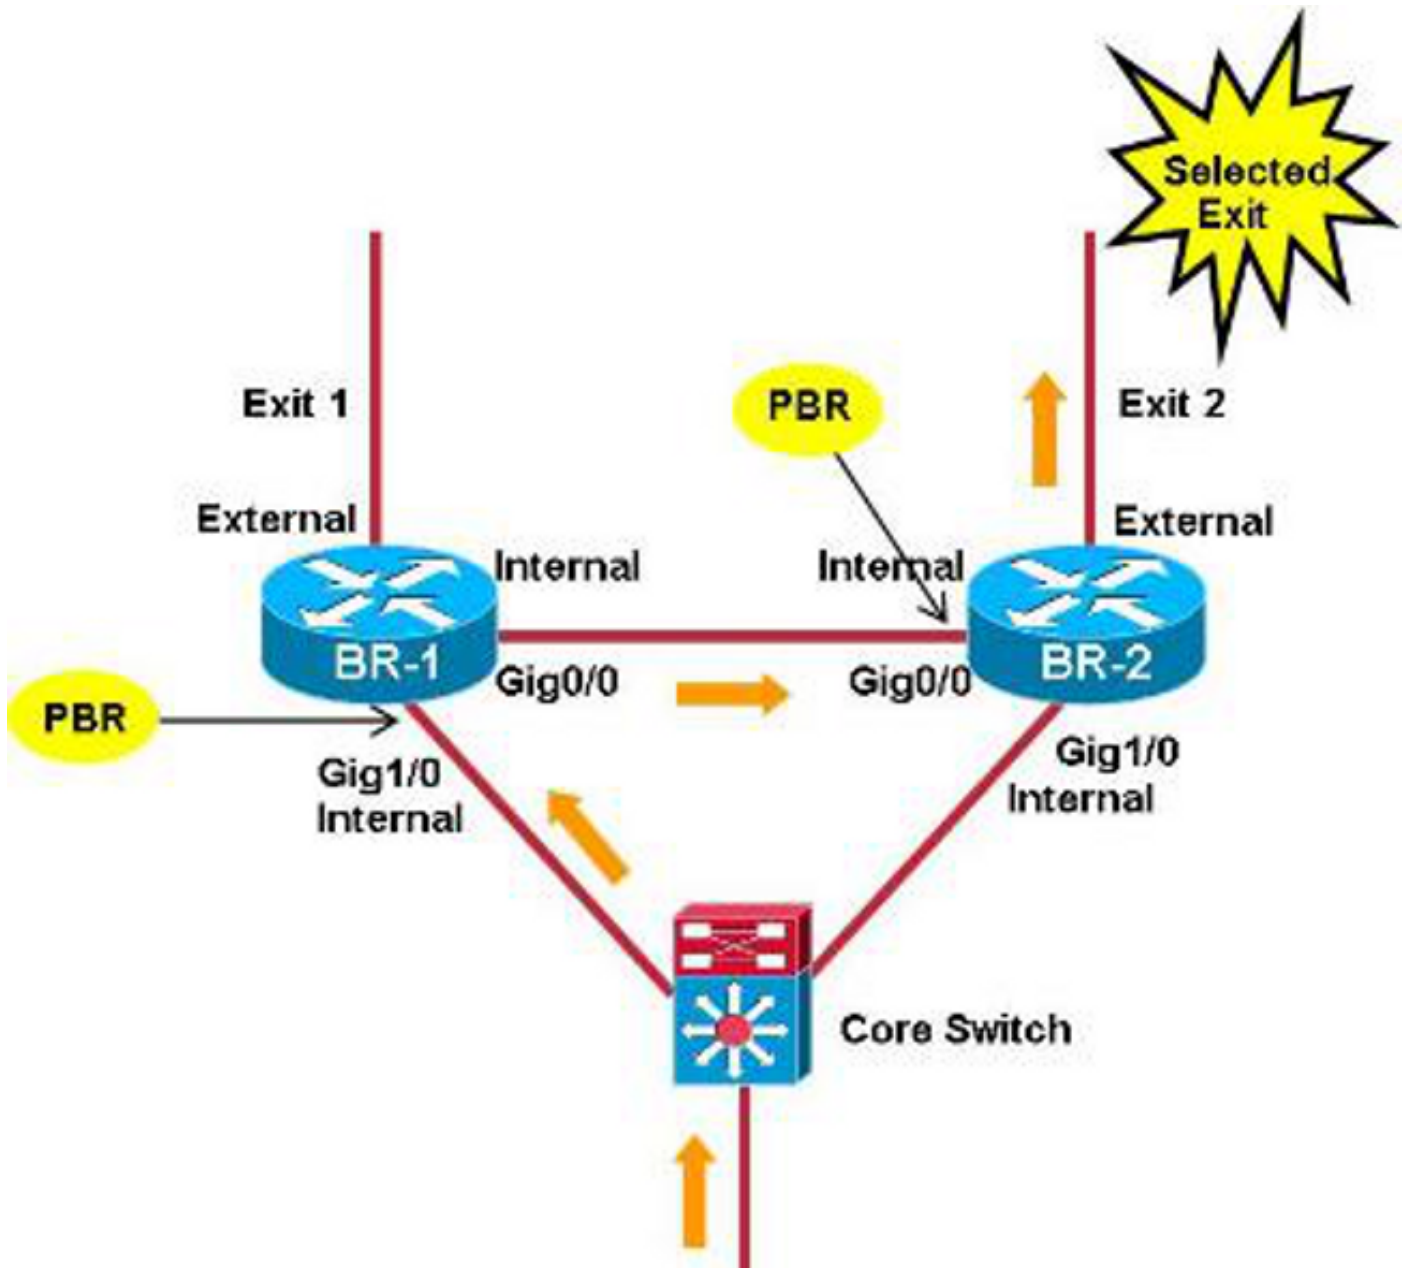 Selected
Exit
Exit 1
PBR
Exit 2
External
External
Internal
Internal
BR-1
BR-2
Gig0/0
Gig0/0
PBR
Gig1/0
Internal
Gig1/0
Internal
Core Switch